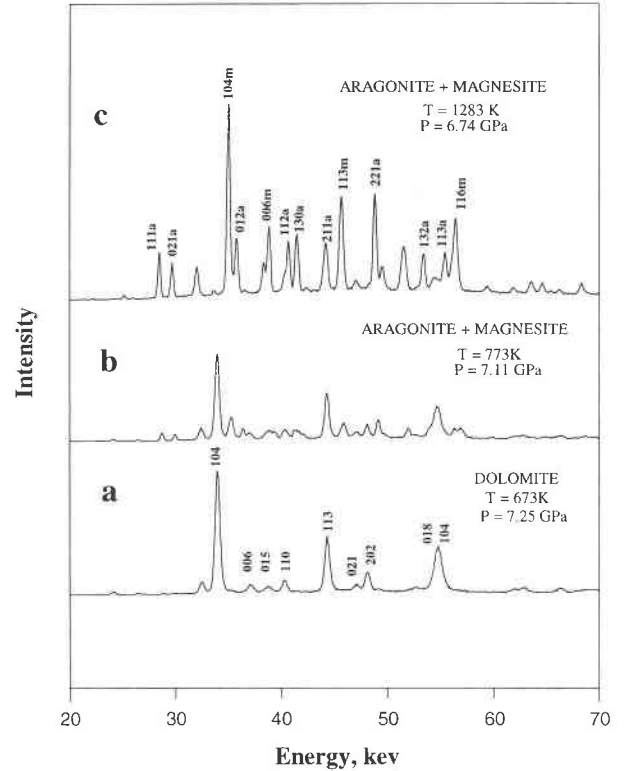 c
ARAGONITE + MAGNESITE
T = 1283 K
P = 6.74 GPa
111a
021a
104m
012a
006m
112a
130a
211a
113m
221a
132a
113a
116m
b
ARAGONITE + MAGNESITE
T = 773K
P = 7.11 GPa
a
DOLOMITE
T = 673K
P = 7.25 GPa
104
006
015
110
113
021
202
018
104
Intensity
20 30 40 50 60 70
Energy, kev